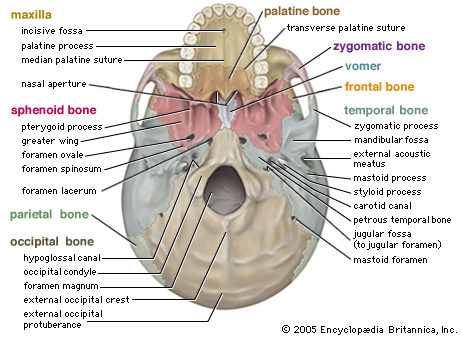 maxilla
incisive fossa
palatine process
median palatine suture
nasal aperture
sphenoid bone
pterygoid process
greater wing
foramen ovale
foramen spinosum
foramen lacerum
parietal bone
occipital bone
hypoglossal canal
occipital condyle
foramen magnum
external occipital crest
external occipital
protuberance
palatine bone
transverse palatine suture
zygomatic bone
vomer
frontal bone
temporal bone
zygomatic process
mandibular fossa
external acoustic
meatus
mastoid process
styloid process
carotid canal
petrous temporal bone
jugular fossa
(to jugular foramen)
mastoid foramen
© 2005 Encyclopædia Britannica, Inc.